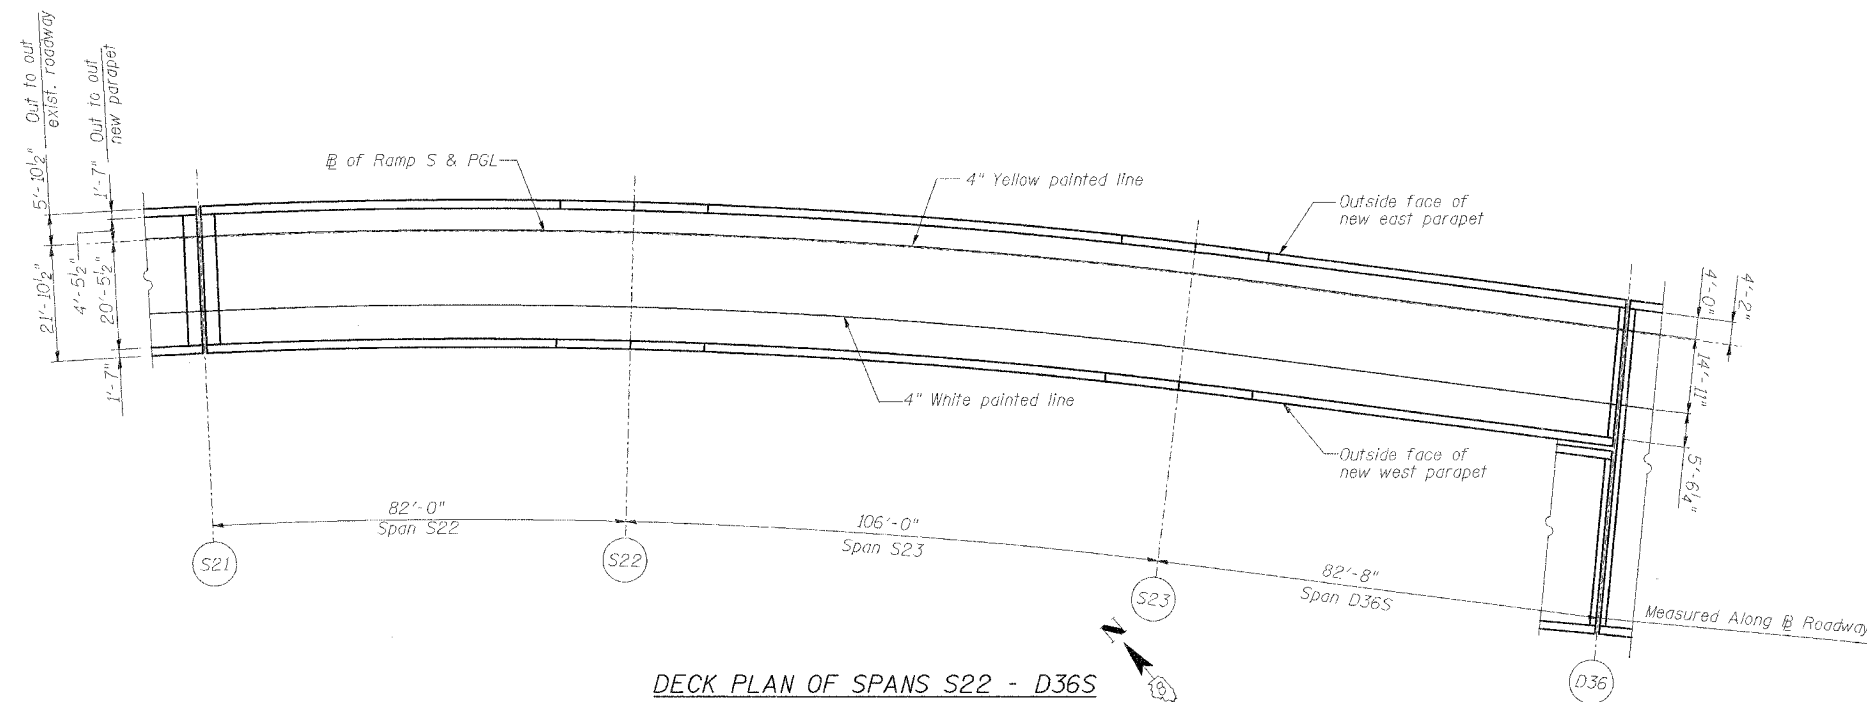 5'-10½" Out to out
exist. roadway
1'-7" Out to out
new parapet
21'-10½"
4'-5½"
20'-5½"
1'-7"
℔ of Ramp S & PGL
4" Yellow painted line
Outside face of
new east parapet
4'-0"
4'-2"
14'-11"
5'-6¼"
4" White painted line
Outside face of
new west parapet
82'-0"
Span S22
106'-0"
Span S23
82'-8"
Span D36S
S21
S22
S23
D36
Measured Along ℔ Roadway
N
DECK PLAN OF SPANS S22 - D36S